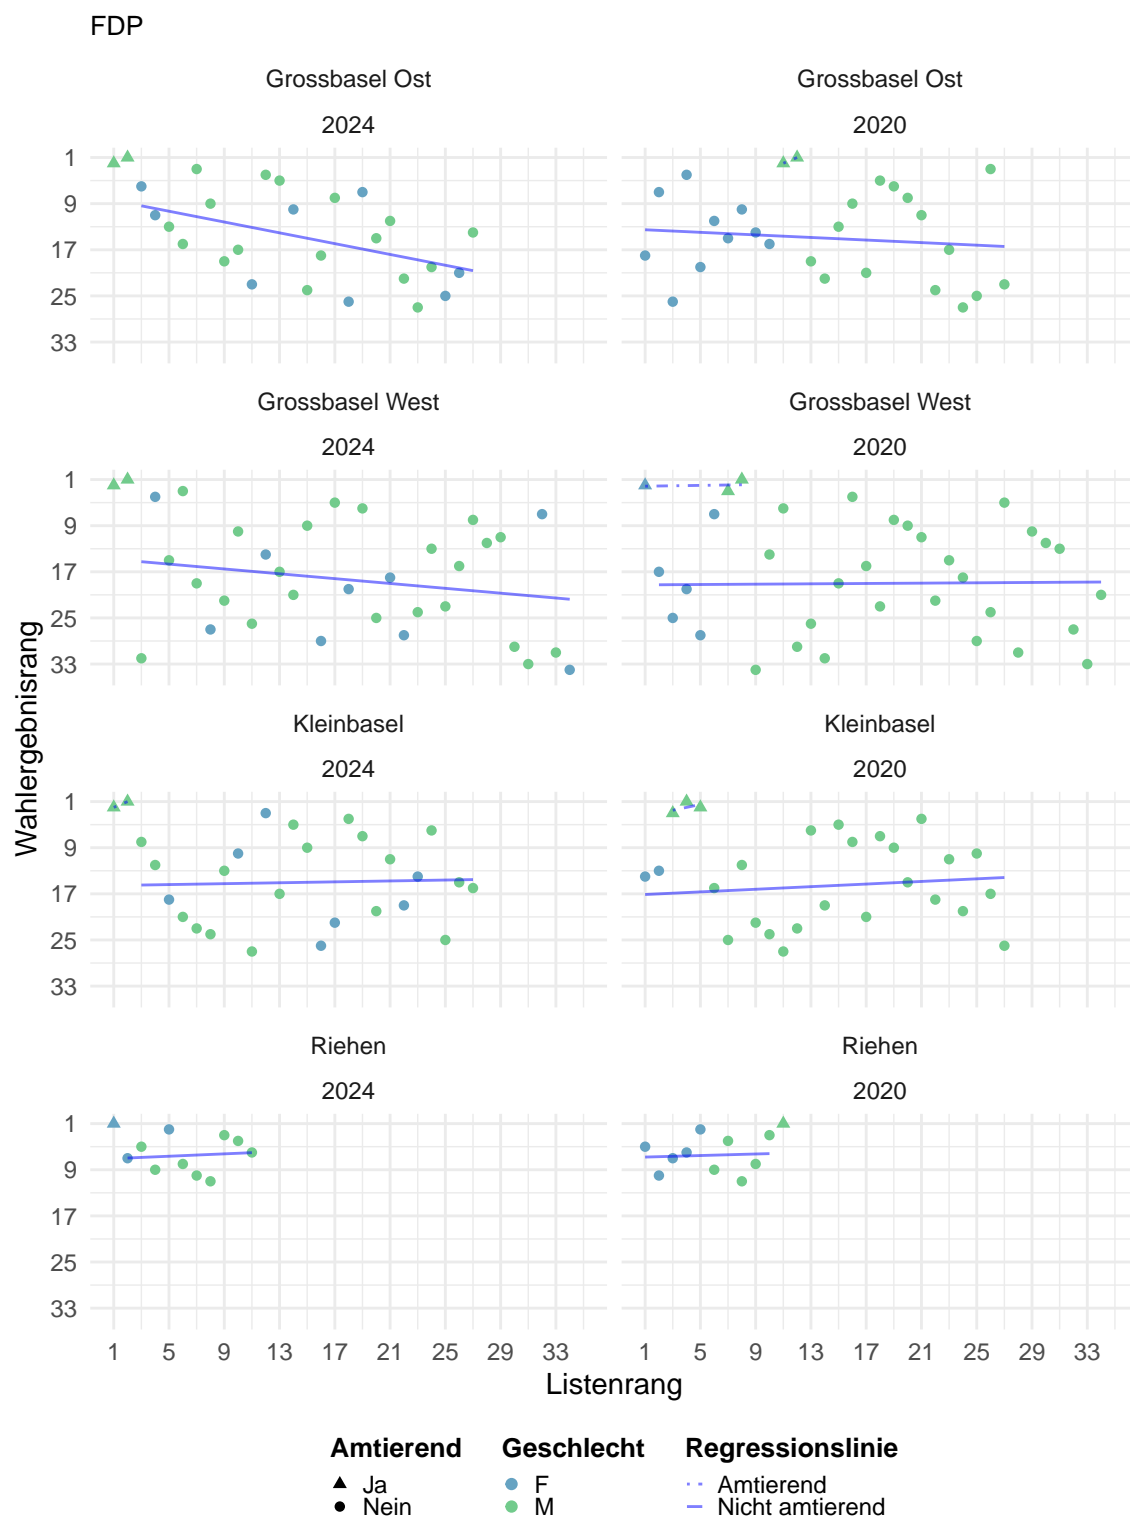 FDP
Grossbasel Ost Grossbasel Ost
2024 2020
1
9
17
25
33
Grossbasel West Grossbasel West
2024 2020
1
9
17
25
33
Kleinbasel Kleinbasel
2024 2020
1
9
17
25
33
Riehen Riehen
2024 2020
1
9
17
25
33
1 5 9 13 17 21 25 29 33 1 5 9 13 17 21 25 29 33
Wahlergebnisrang
Listenrang
Amtierend Geschlecht Regressionslinie
Ja F Amtierend
Nein M Nicht amtierend